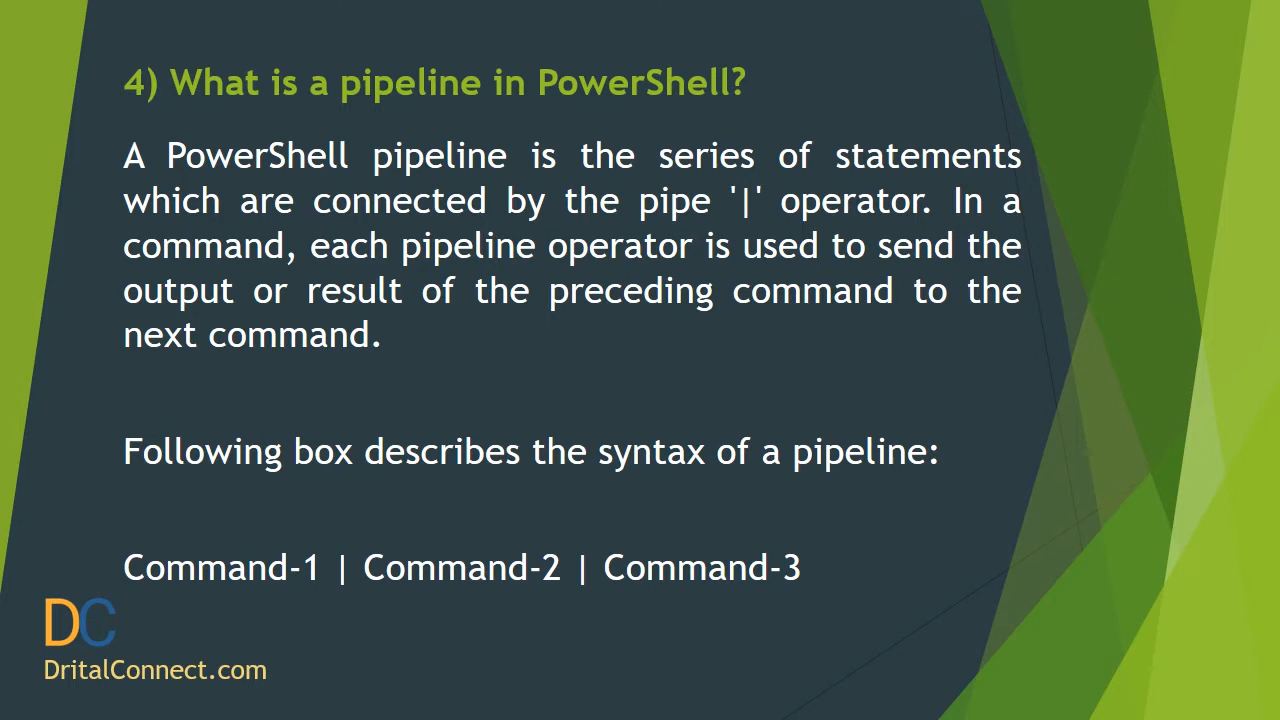 4) What is a pipeline in PowerShell?
A PowerShell pipeline is the series of statements
which are connected by the pipe '|' operator. In a
command, each pipeline operator is used to send the
output or result of the preceding command to the
next command.
Following box describes the syntax of a pipeline:
Command-1 | Command-2 | Command-3
DC
DritalConnect.com